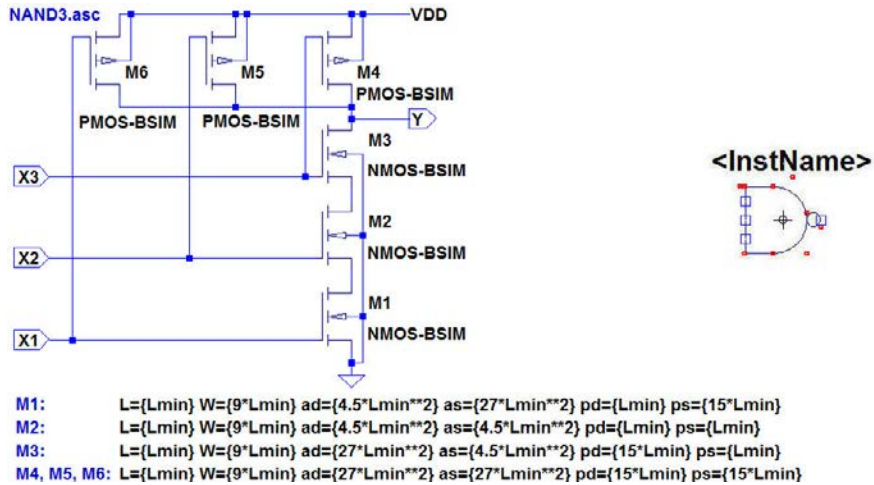 NAND3.asc
VDD
M6
M5
M4
PMOS-BSIM
PMOS-BSIM
PMOS-BSIM
Y
M3
<InstName>
X3
NMOS-BSIM
M2
X2
NMOS-BSIM
M1
X1
NMOS-BSIM
M1: L={Lmin} W={9*Lmin} ad={4.5*Lmin**2} as={27*Lmin**2} pd={Lmin} ps={15*Lmin}
M2: L={Lmin} W={9*Lmin} ad={4.5*Lmin**2} as={4.5*Lmin**2} pd={Lmin} ps={Lmin}
M3: L={Lmin} W={9*Lmin} ad={27*Lmin**2} as={4.5*Lmin**2} pd={15*Lmin} ps={Lmin}
M4, M5, M6: L={Lmin} W={9*Lmin} ad={27*Lmin**2} as={27*Lmin**2} pd={15*Lmin} ps={15*Lmin}